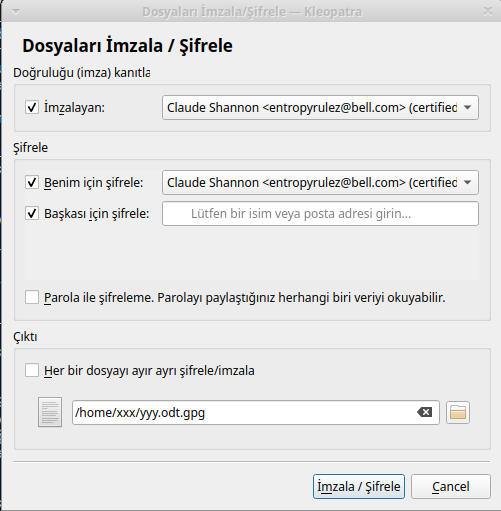 Dosyaları İmzala/Şifrele — Kleopatra
Dosyaları İmzala / Şifrele
Doğruluğu (imza) kanıtla
İmzalayan:
Claude Shannon <entropyrulez@bell.com> (certified
Şifrele
Benim için şifrele:
Claude Shannon <entropyrulez@bell.com> (certified
Başkası için şifrele:
Lütfen bir isim veya posta adresi girin...
Parola ile şifreleme. Parolayı paylaştığınız herhangi biri veriyi okuyabilir.
Çıktı
Her bir dosyayı ayır ayrı şifrele/imzala
/home/xxx/yyy.odt.gpg
İmzala / Şifrele
Cancel